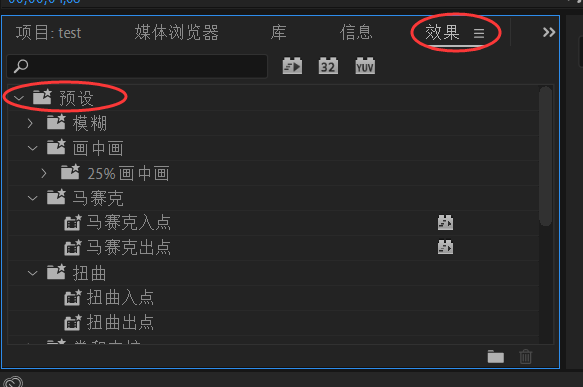 项目: test 媒体浏览器 库 信息 效果
32 YUV
预设
模糊
画中画
25%画中画
马赛克
马赛克入点
马赛克出点
扭曲
扭曲入点
扭曲出点